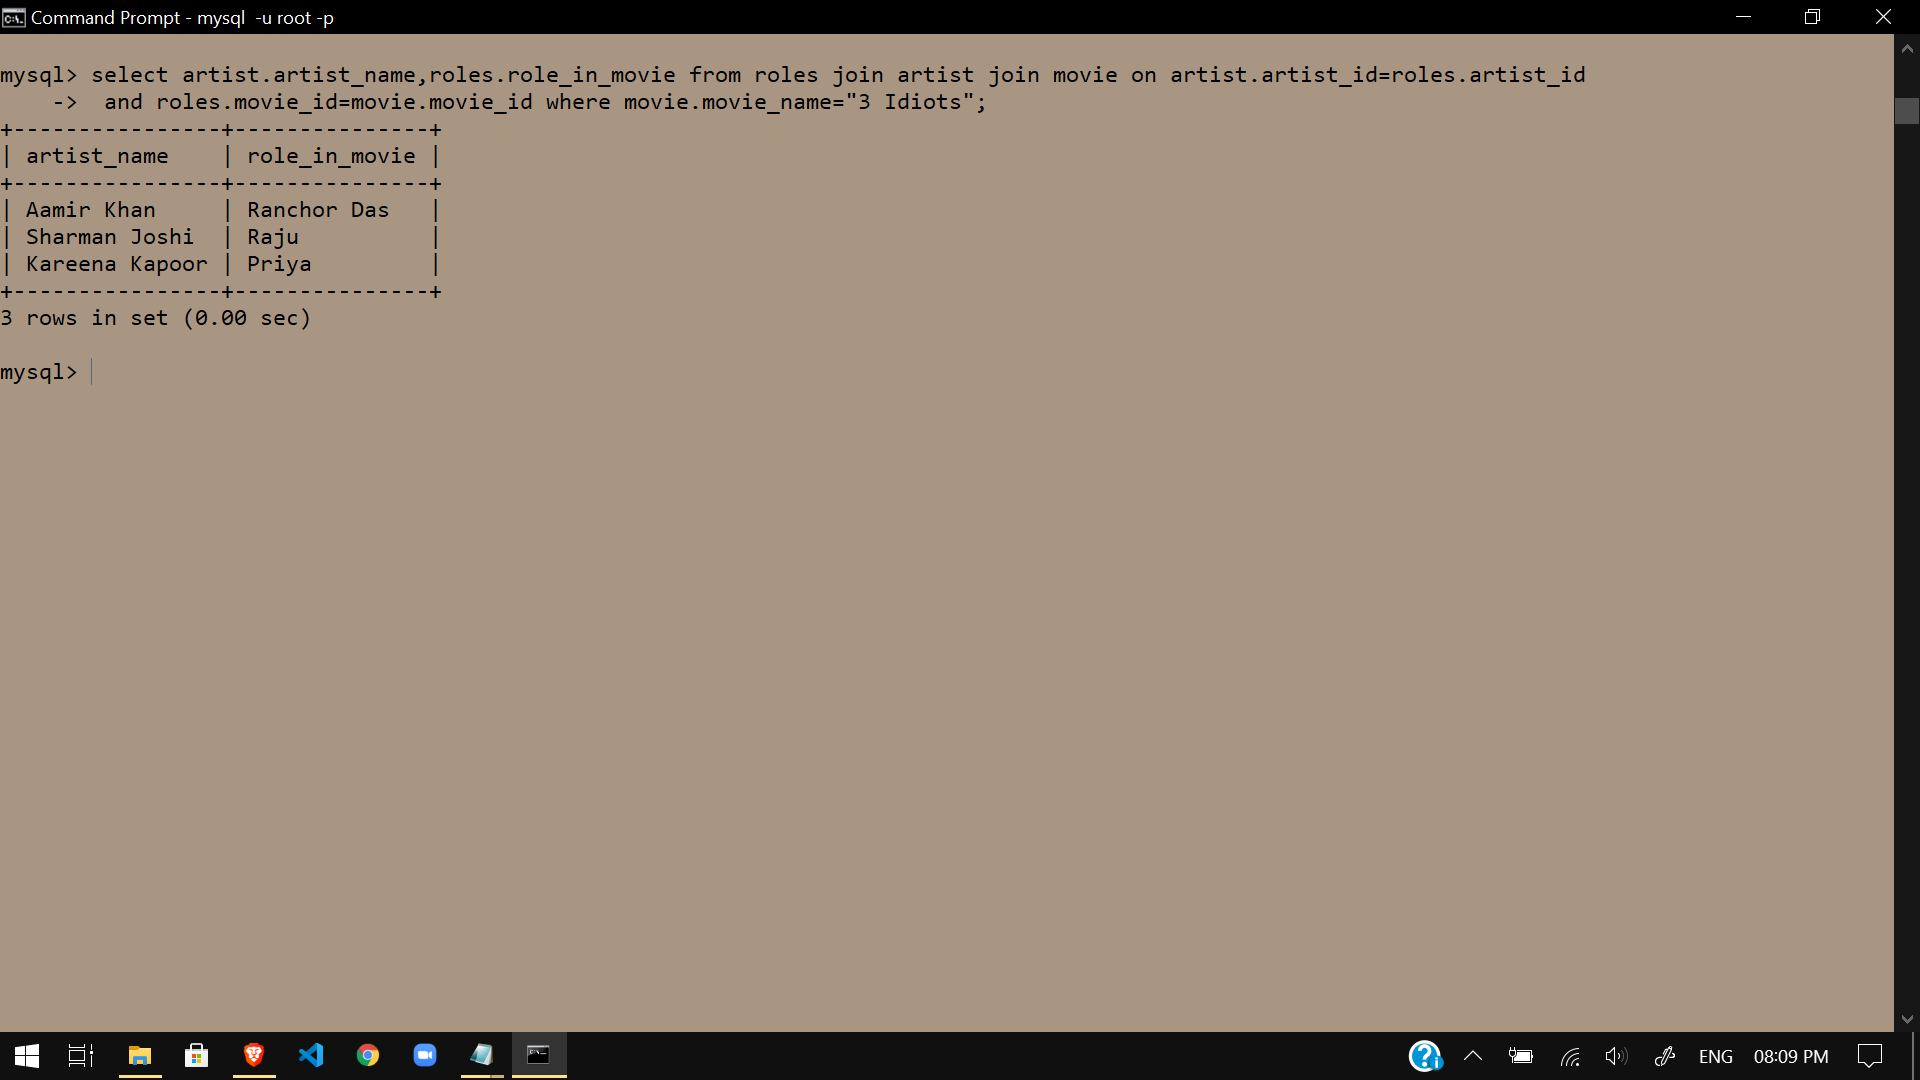 Command Prompt - mysql  -u root -p
mysql> select artist.artist_name,roles.role_in_movie from roles join artist join movie on artist.artist_id=roles.artist_id
    ->  and roles.movie_id=movie.movie_id where movie.movie_name="3 Idiots";
+----------------+---------------+
| artist_name    | role_in_movie |
+----------------+---------------+
| Aamir Khan     | Ranchor Das   |
| Sharman Joshi  | Raju          |
| Kareena Kapoor | Priya         |
+----------------+---------------+
3 rows in set (0.00 sec)
mysql>
ENG 08:09 PM